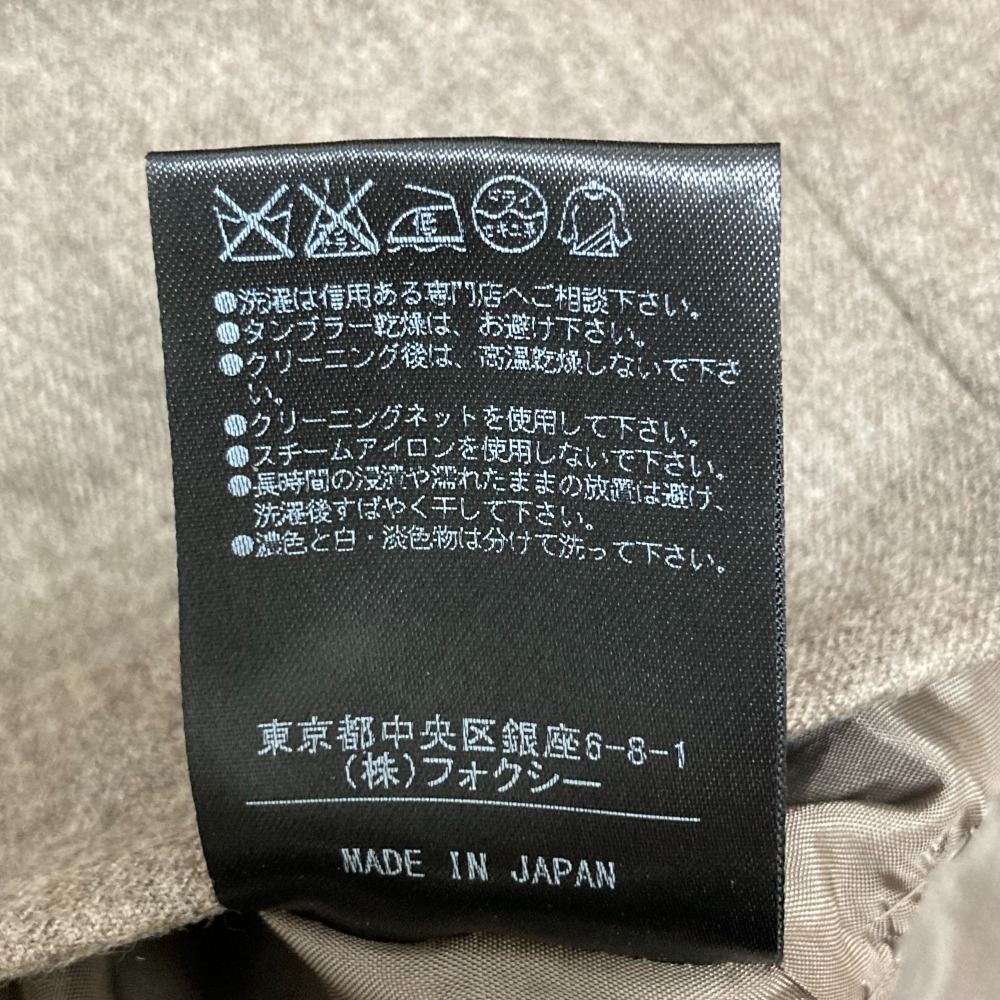 エンソ
サラシ
低
ドライ
セキユ系
●洗濯は信用ある専門店へご相談下さい。
●タンブラー乾燥は、お避け下さい。
●クリーニング後は、高温乾燥しないで下さ
い。
●クリーニングネットを使用して下さい。
●スチームアイロンを使用しないで下さい。
●長時間の浸漬や濡れたままの放置は避け、
洗濯後すばやく干して下さい。
●濃色と白・淡色物は分けて洗って下さい。
東京都中央区銀座6-8-1
(株)フォクシー
MADE IN JAPAN